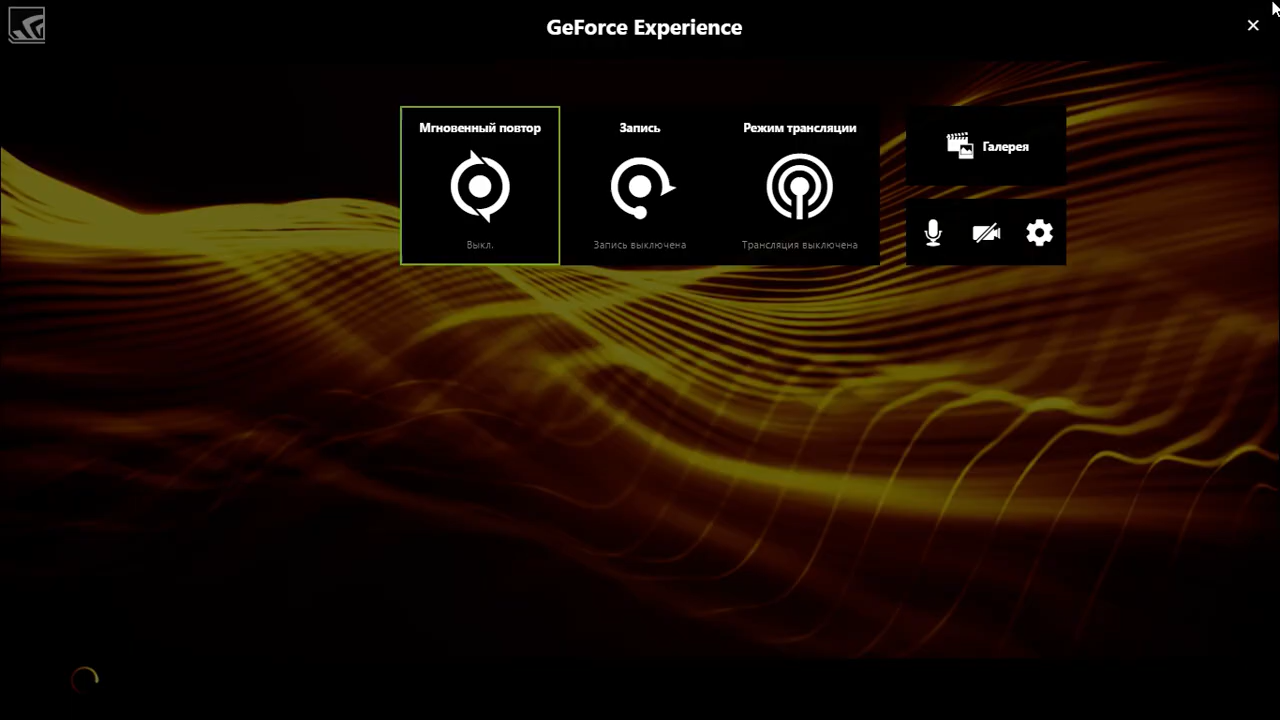 GeForce Experience
Мгновенный повтор
Запись
Режим трансляции
Галерея
Выкл.
Запись выключена
Трансляция выключена